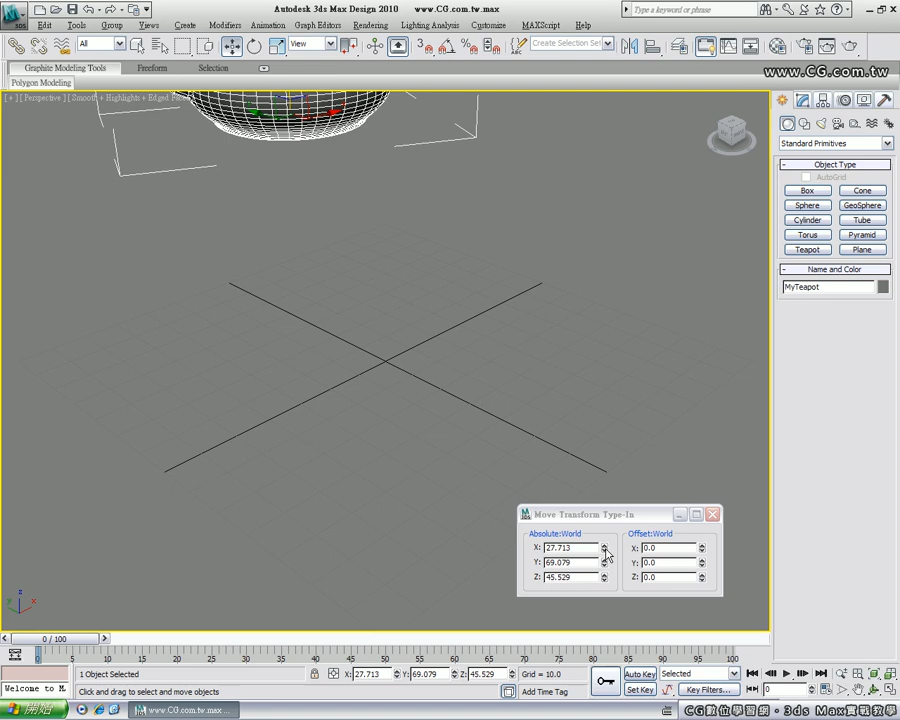 Autodesk 3ds Max Design 2010 www.CG.com.tw.max
Type a keyword or phrase
Edit Tools Group Views Create Modifiers Animation Graph Editors Rendering Lighting Analysis Customize MAXScript Help
All
View
Create Selection Set
Graphite Modeling Tools Freeform Selection
www.CG.com.tw
Polygon Modeling
[ + ] [ Perspective ] [ Smooth + Highlights + Edged Faces ]
Standard Primitives
Object Type
AutoGrid
Box Cone
Sphere GeoSphere
Cylinder Tube
Torus Pyramid
Teapot Plane
Name and Color
MyTeapot
Move Transform Type-In
Absolute:World Offset:World
X: 27.713 X: 0.0
Y: 69.079 Y: 0.0
Z: 45.529 Z: 0.0
z
x
y
0 / 100
0 5 10 15 20 25 30 35 40 45 50 55 60 65 70 75 80 85 90 95 100
1 Object Selected X: 27.713 Y: 69.079 Z: 45.529 Grid = 10.0 Auto Key Selected
Welcome to M Click and drag to select and move objects Add Time Tag Set Key Key Filters... 0
開始 www.CG.com.tw.max ... CG數位學習網 · 3ds Max實戰教學